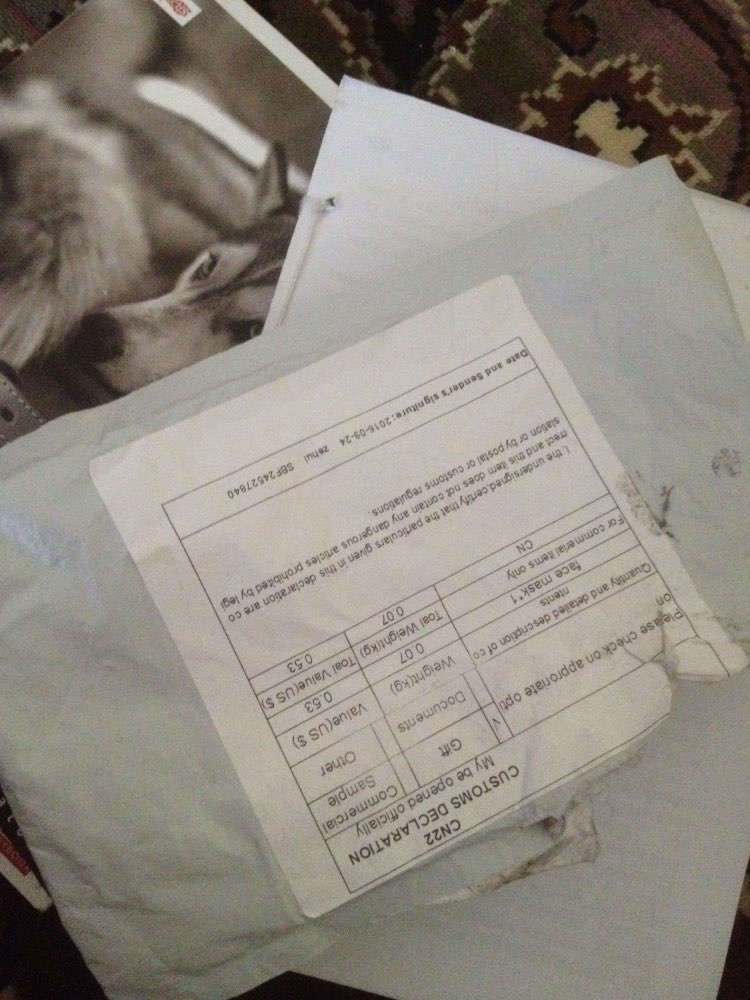 CN22
CUSTOMS DECLARATION
My be opened officially
√
Gift
Commercial Sample
Documents
Other
Please check on approriate opti
on
Quantity and detailed description of co
ntents
Weight(kg)
Value(US $)
face mask*1
0.07
0.53
For commercial items only
Toal Weight(kg)
Toal Value(US $)
CN
0.07
0.53
I, the undersigned,certify that the particulars given in this declaration are co
rrect and this item does not contain any dangerous articles prohibited by legi
slation or by postal or customs regulations.
Date and Sender's signiture:2016-09-24 zehui SBF24527840